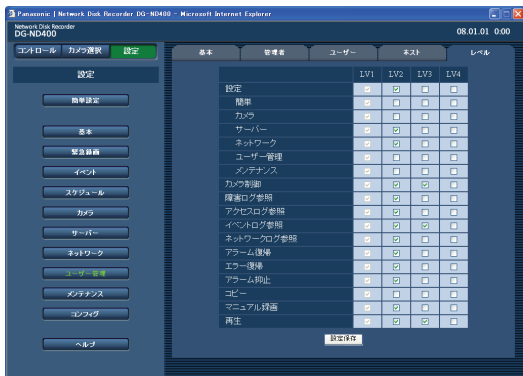 Panasonic | Network Disk Recorder DG-ND400 - Microsoft Internet Explorer
Network Disk Recorder
DG-ND400
08.01.01 0:00
コントロール カメラ選択 設定
基本 管理者 ユーザー ホスト レベル
設定
簡単設定
基本
緊急録画
イベント
スケジュール
カメラ
サーバー
ネットワーク
ユーザー管理
メンテナンス
コンフィグ
ヘルプ
LV1 LV2 LV3 LV4
設定
簡単
カメラ
サーバー
ネットワーク
ユーザー管理
メンテナンス
カメラ制御
障害ログ参照
アクセスログ参照
イベントログ参照
ネットワークログ参照
アラーム復帰
エラー復帰
アラーム抑止
コピー
マニュアル録画
再生
設定保存